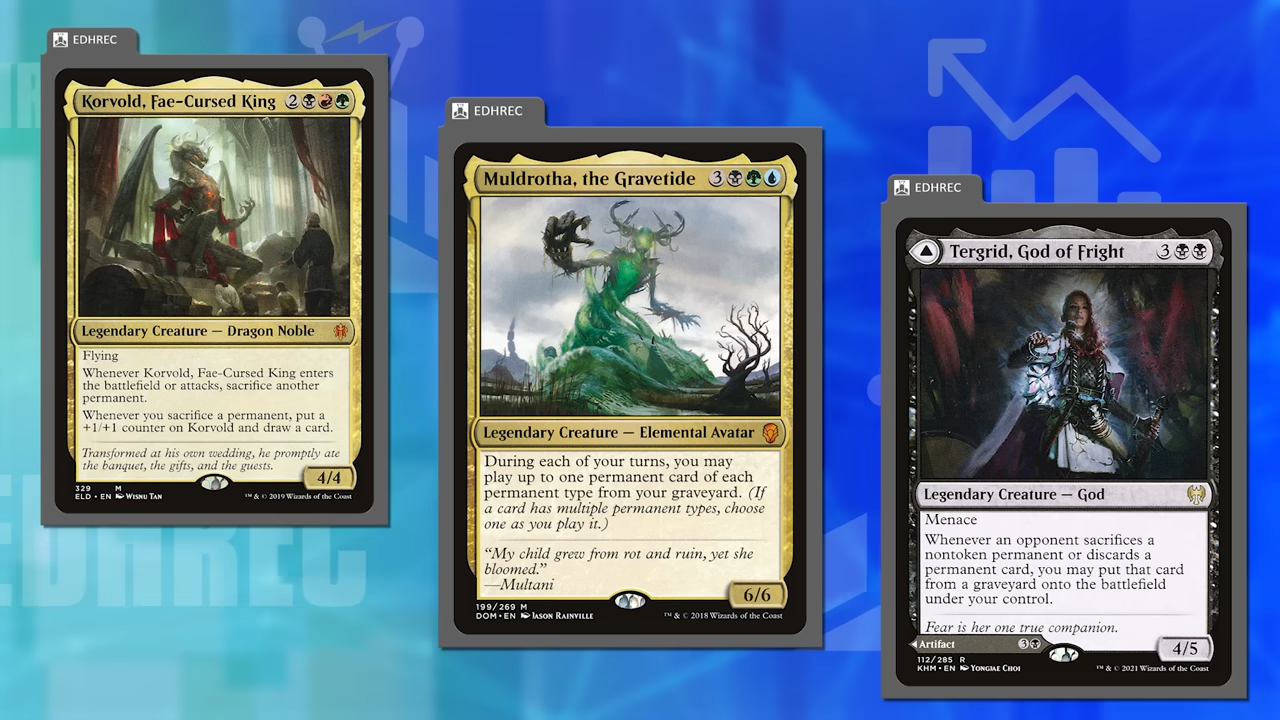 EDHREC
Korvold, Fae-Cursed King 2
Legendary Creature — Dragon Noble
Flying
Whenever Korvold, Fae-Cursed King enters
the battlefield or attacks, sacrifice another
permanent.
Whenever you sacrifice a permanent, put a
+1/+1 counter on Korvold and draw a card.
Transformed at his own wedding, he promptly ate
the banquet, the gifts, and the guests.
4/4
329 M
ELD • EN Wisnu Tan
™ & © 2019 Wizards of the Coast
EDHREC
Muldrotha, the Gravetide 3
Legendary Creature — Elemental Avatar
During each of your turns, you may
play up to one permanent card of each
permanent type from your graveyard. (If
a card has multiple permanent types, choose
one as you play it.)
“My child grew from rot and ruin, yet she
bloomed.”
—Multani
6/6
199/269 M
DOM • EN Jason Rainville
™ & © 2018 Wizards of the Coast
EDHREC
Tergrid, God of Fright 3
Legendary Creature — God
Menace
Whenever an opponent sacrifices a
nontoken permanent or discards a
permanent card, you may put that card
from a graveyard onto the battlefield
under your control.
Fear is her one true companion.
Artifact 3
4/5
112/285 R
KHM • EN Yongjae Choi
™ & © 2021 Wizards of the Coast
EDHREC